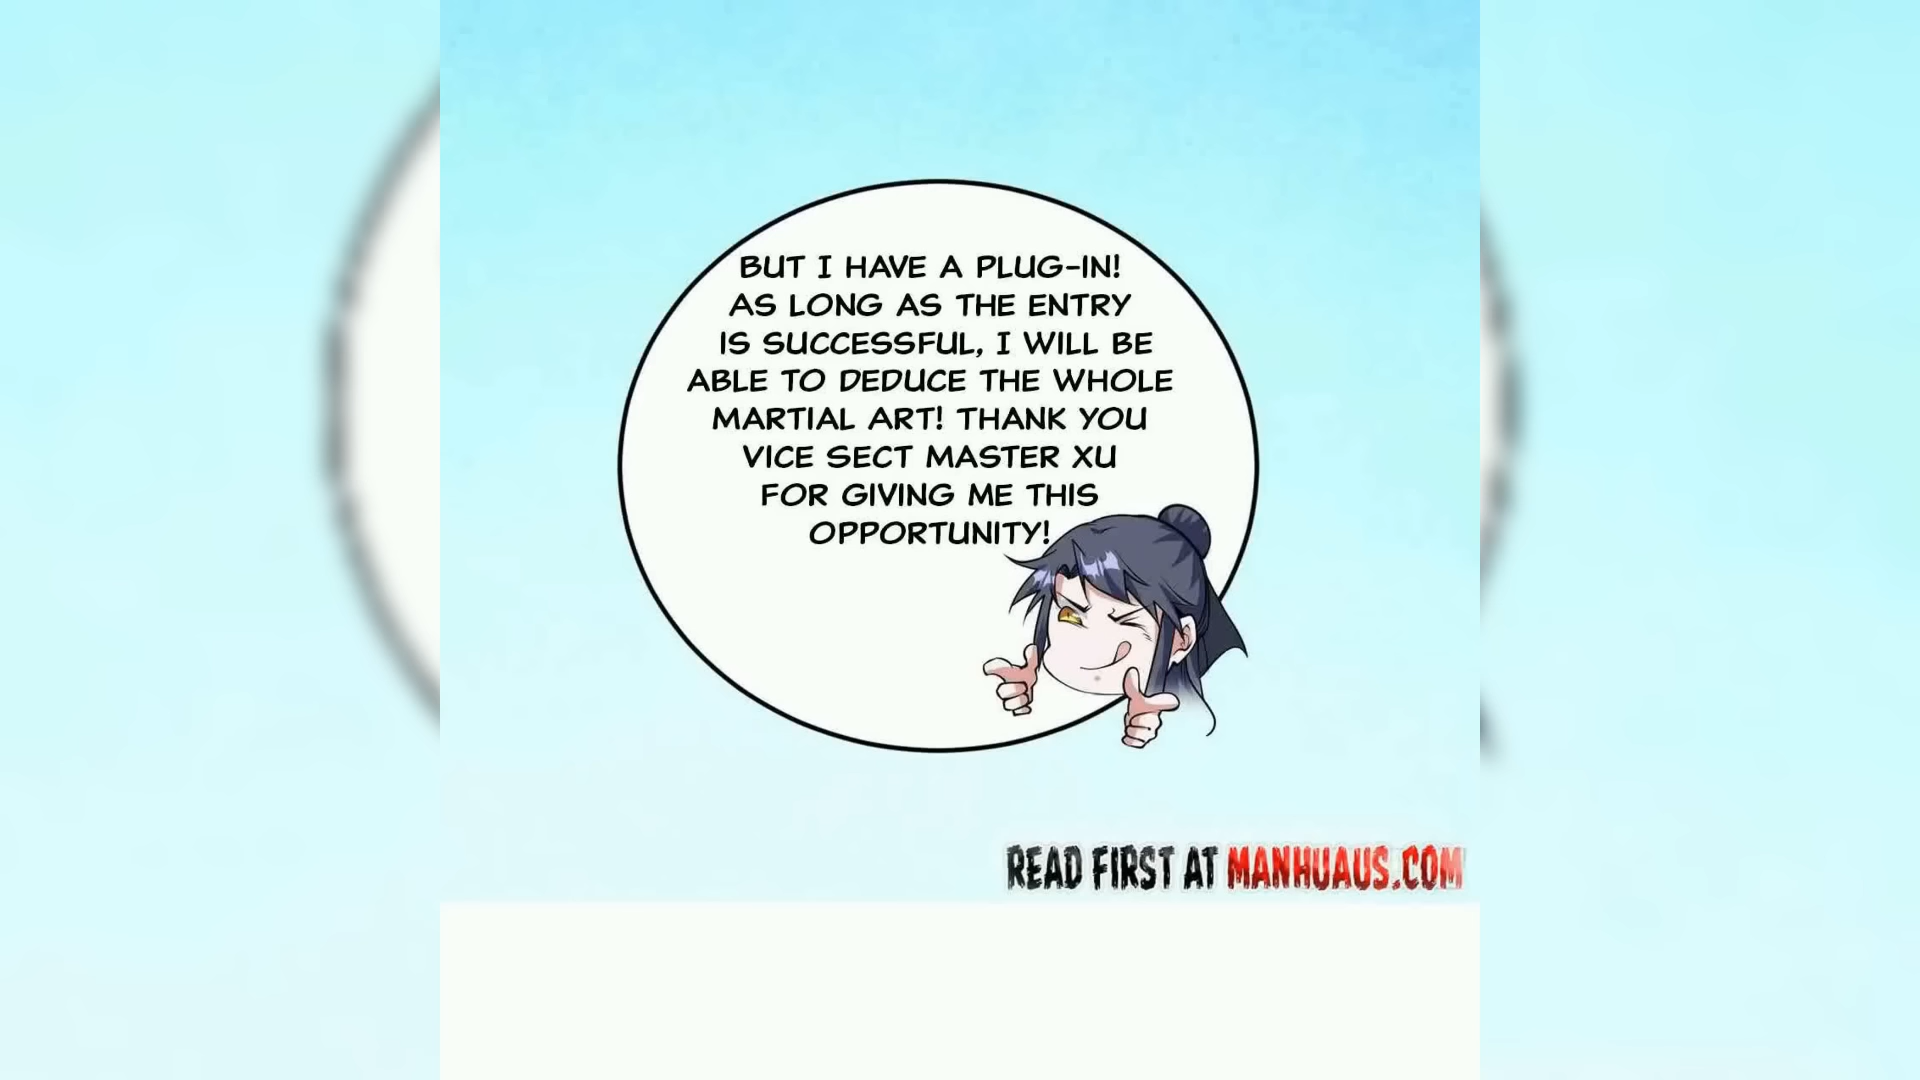 BUT I HAVE A PLUG-IN!
AS LONG AS THE ENTRY
IS SUCCESSFUL, I WILL BE
ABLE TO DEDUCE THE WHOLE
MARTIAL ART! THANK YOU
VICE SECT MASTER XU
FOR GIVING ME THIS
OPPORTUNITY!
READ FIRST AT MANHUAUS.COM